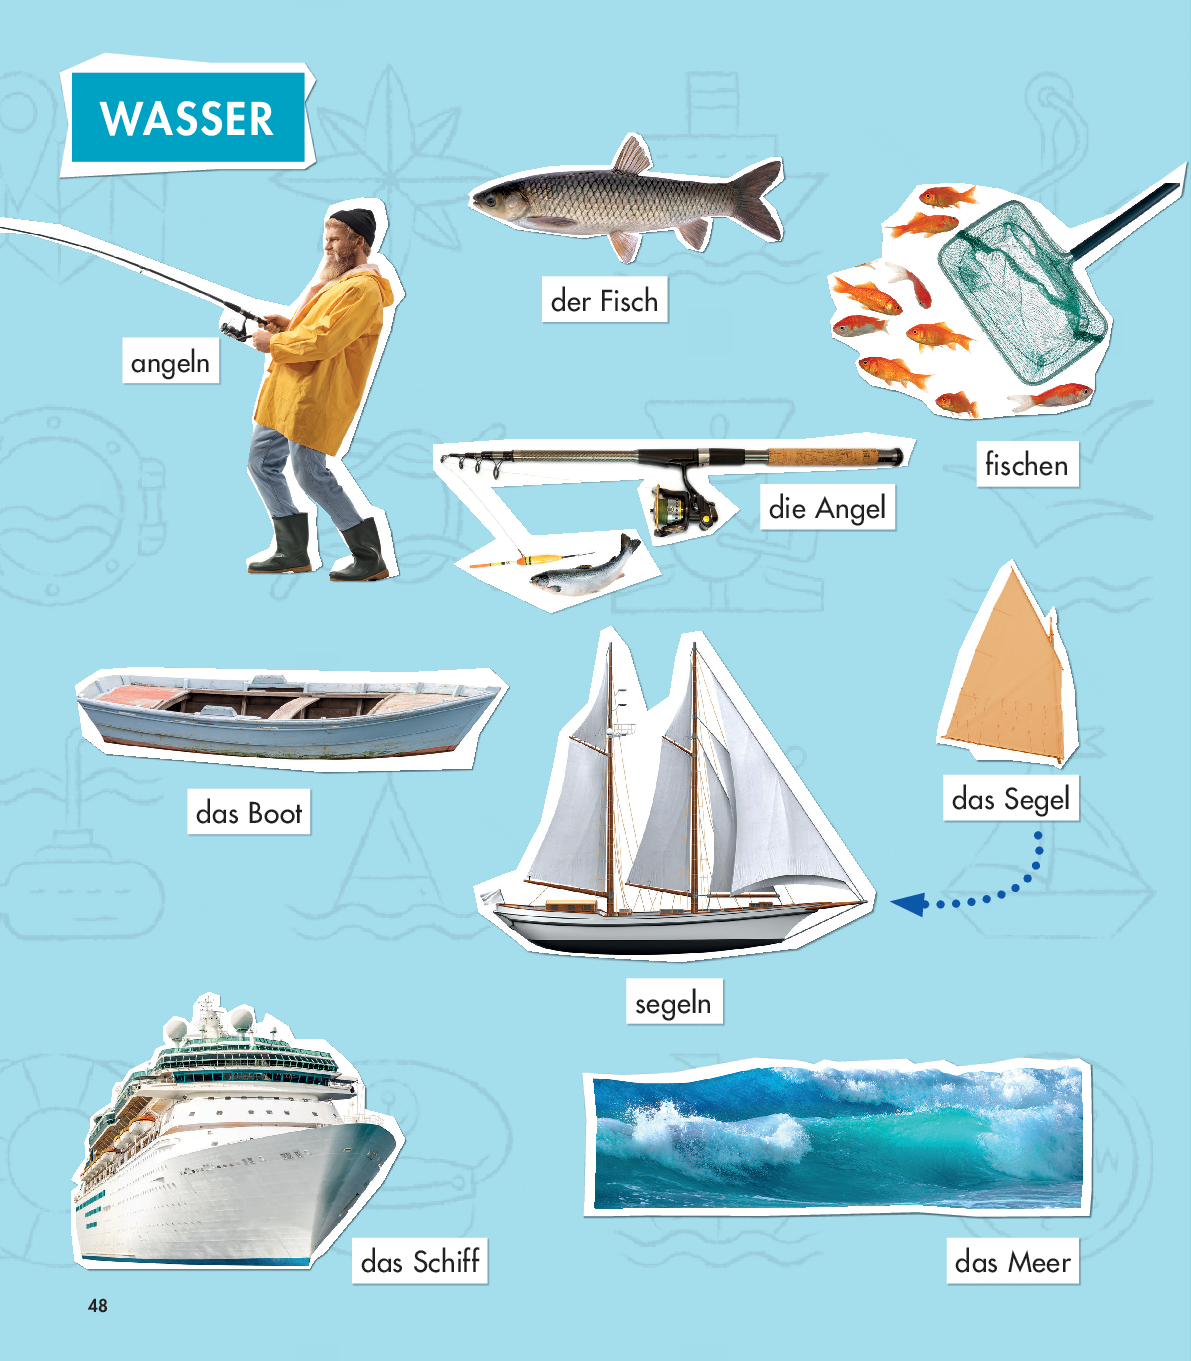 WASSER
der Fisch
angeln
fischen
die Angel
das Boot
das Segel
segeln
das Schiff
das Meer
48